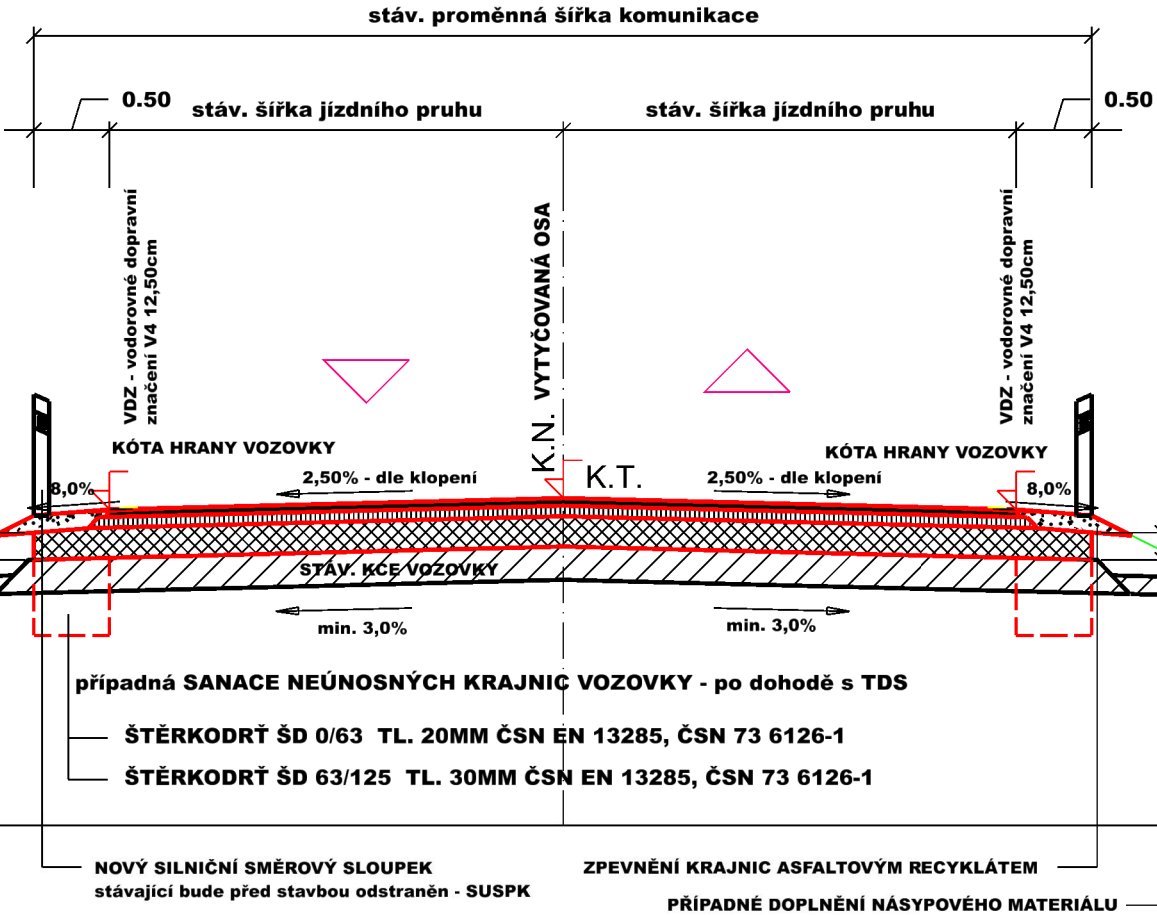 stáv. proměnná šířka komunikace
0.50
stáv. šířka jízdního pruhu
stáv. šířka jízdního pruhu
0.50
VDZ - vodorovné dopravní
značení V4 12,50cm
K.N. VYTYČOVANÁ OSA
VDZ - vodorovné dopravní
značení V4 12,50cm
KÓTA HRANY VOZOVKY
KÓTA HRANY VOZOVKY
8,0%
2,50% - dle klopení
K.T.
2,50% - dle klopení
8,0%
STÁV. KCE VOZOVKY
min. 3,0%
min. 3,0%
případná SANACE NEÚNOSNÝCH KRAJNIC VOZOVKY - po dohodě s TDS
ŠTĚRKODRŤ ŠD 0/63 TL. 20MM ČSN EN 13285, ČSN 73 6126-1
ŠTĚRKODRŤ ŠD 63/125 TL. 30MM ČSN EN 13285, ČSN 73 6126-1
NOVÝ SILNIČNÍ SMĚROVÝ SLOUPEK
stávající bude před stavbou odstraněn - SUSPK
ZPEVNĚNÍ KRAJNIC ASFALTOVÝM RECYKLÁTEM
PŘÍPADNÉ DOPLNĚNÍ NÁSYPOVÉHO MATERIÁLU